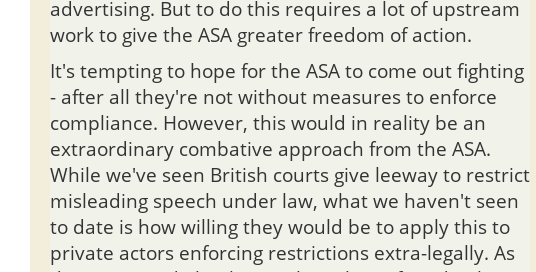 advertising. But to do this requires a lot of upstream
work to give the ASA greater freedom of action.
It's tempting to hope for the ASA to come out fighting
- after all they're not without measures to enforce
compliance. However, this would in reality be an
extraordinary combative approach from the ASA.
While we've seen British courts give leeway to restrict
misleading speech under law, what we haven't seen
to date is how willing they would be to apply this to
private actors enforcing restrictions extra-legally. As